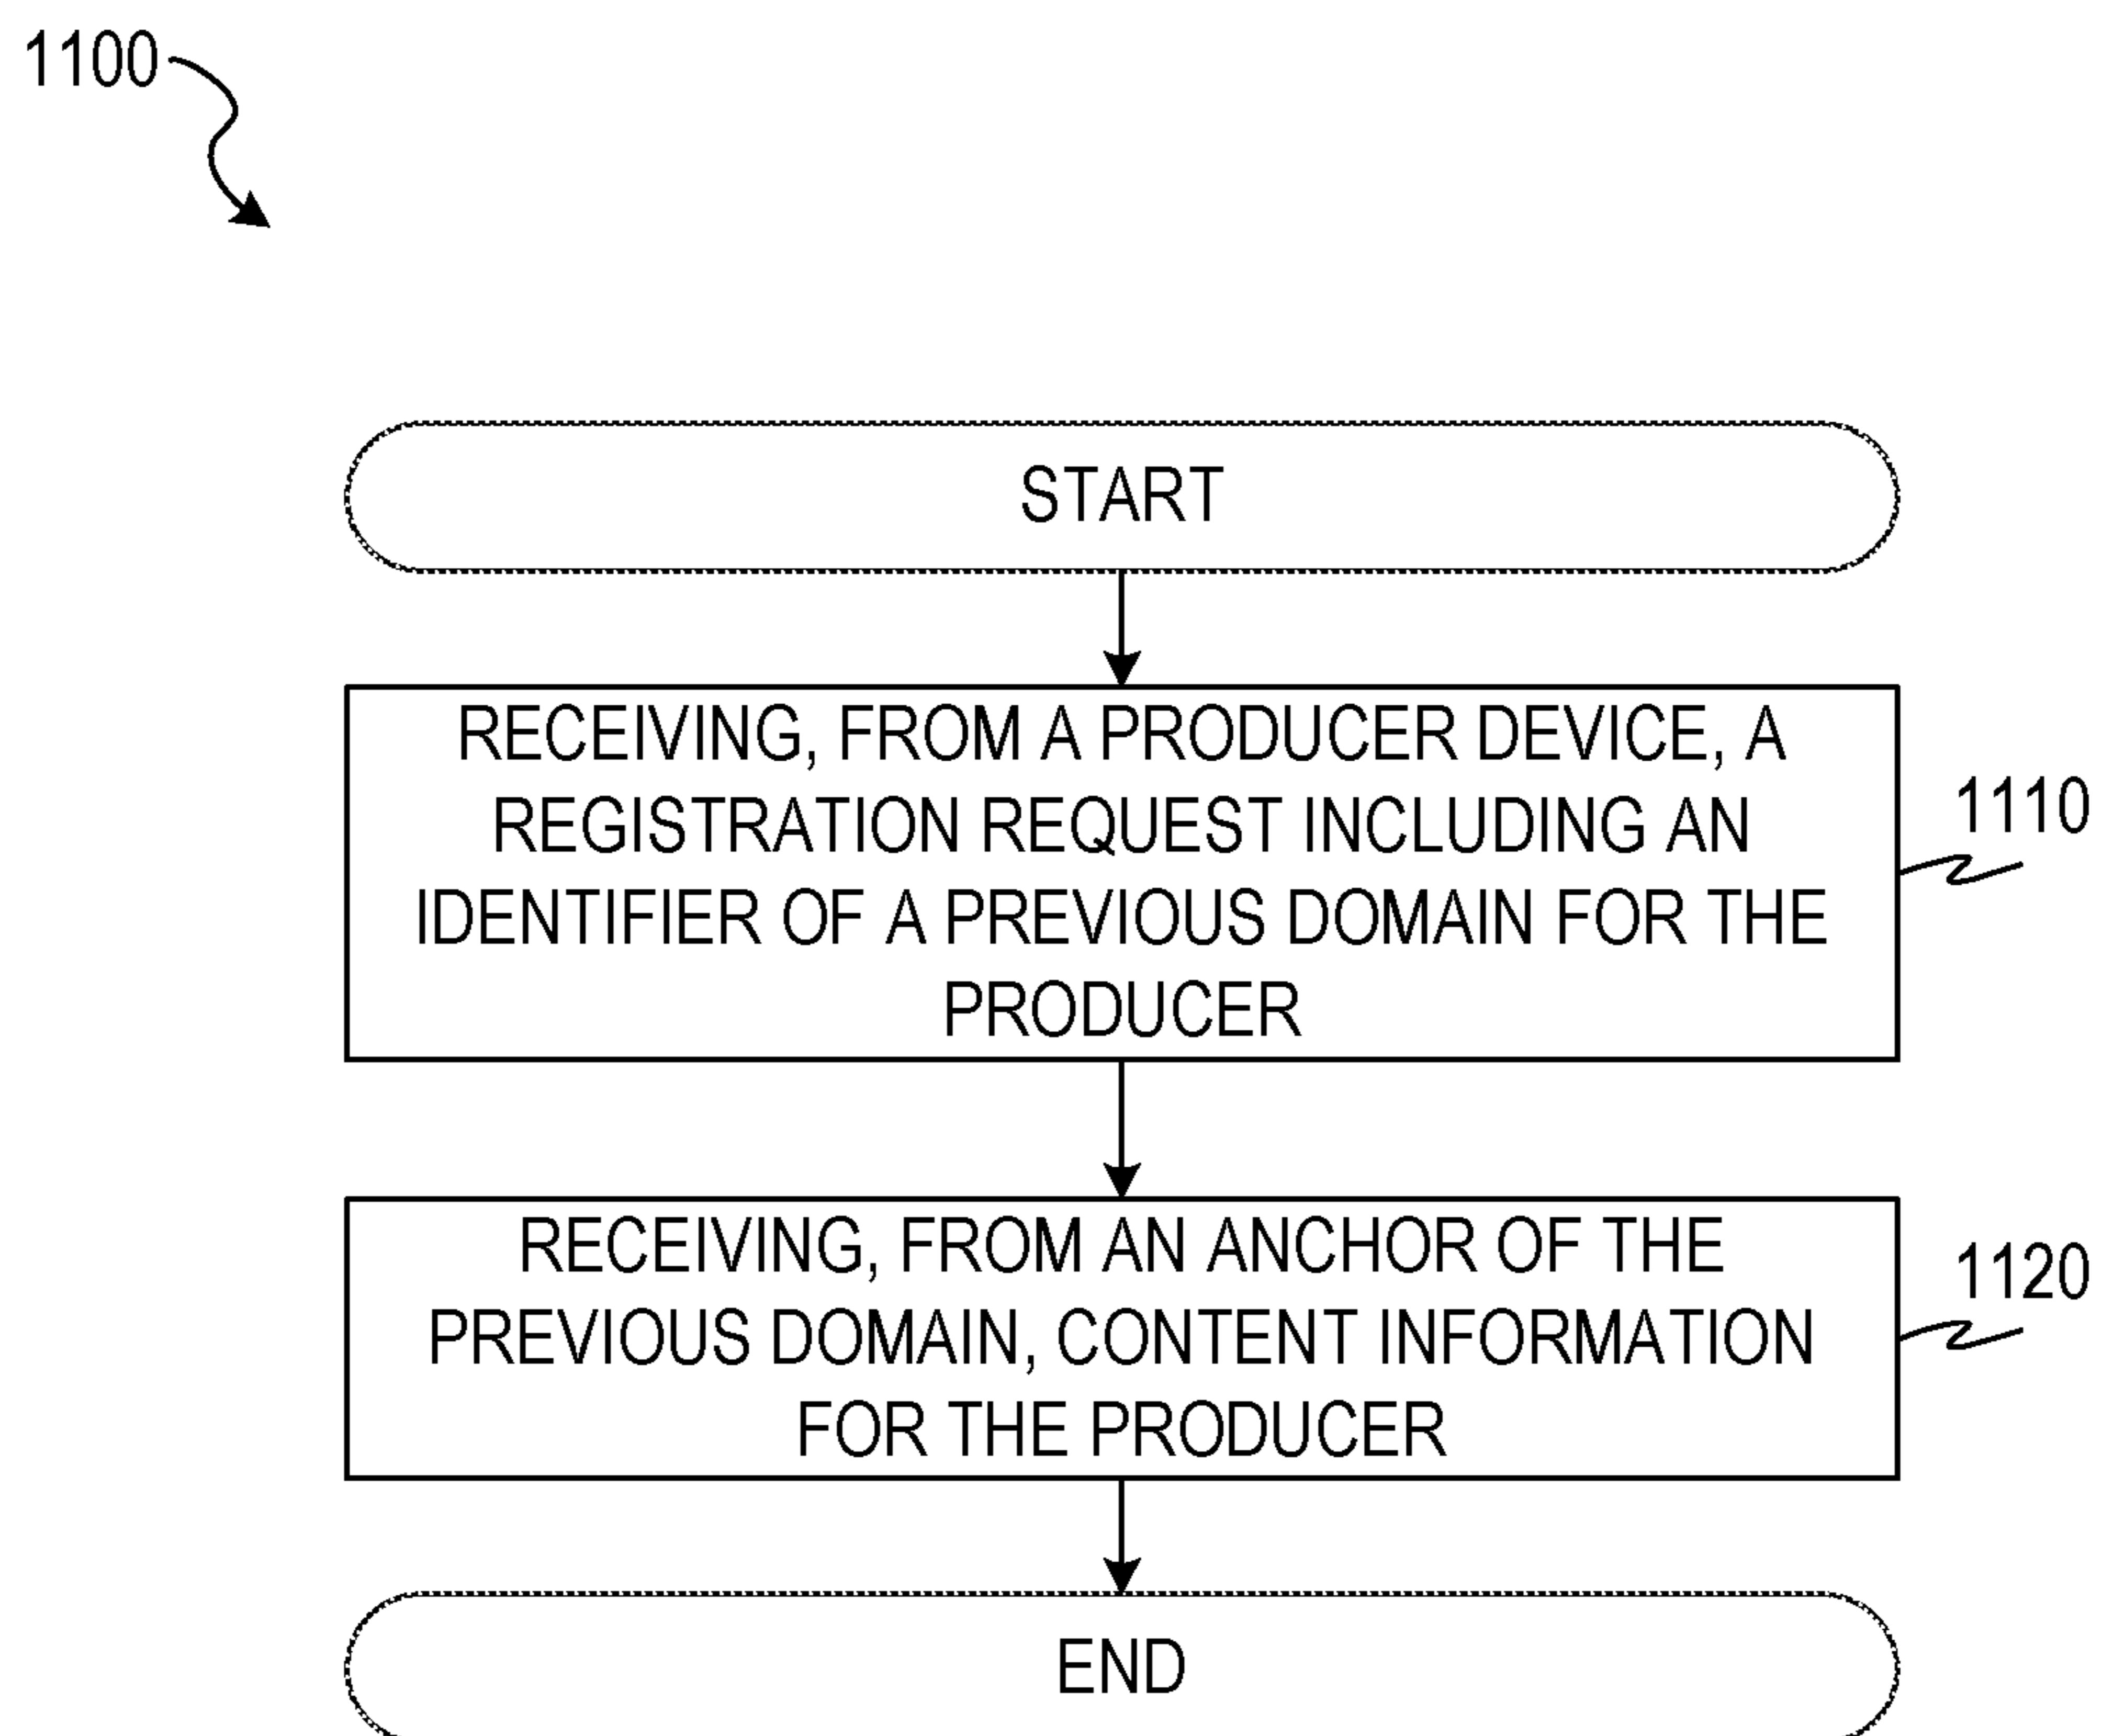 1100
START
RECEIVING, FROM A PRODUCER DEVICE, A
REGISTRATION REQUEST INCLUDING AN
IDENTIFIER OF A PREVIOUS DOMAIN FOR THE
PRODUCER
1110
RECEIVING, FROM AN ANCHOR OF THE
PREVIOUS DOMAIN, CONTENT INFORMATION
FOR THE PRODUCER
1120
END